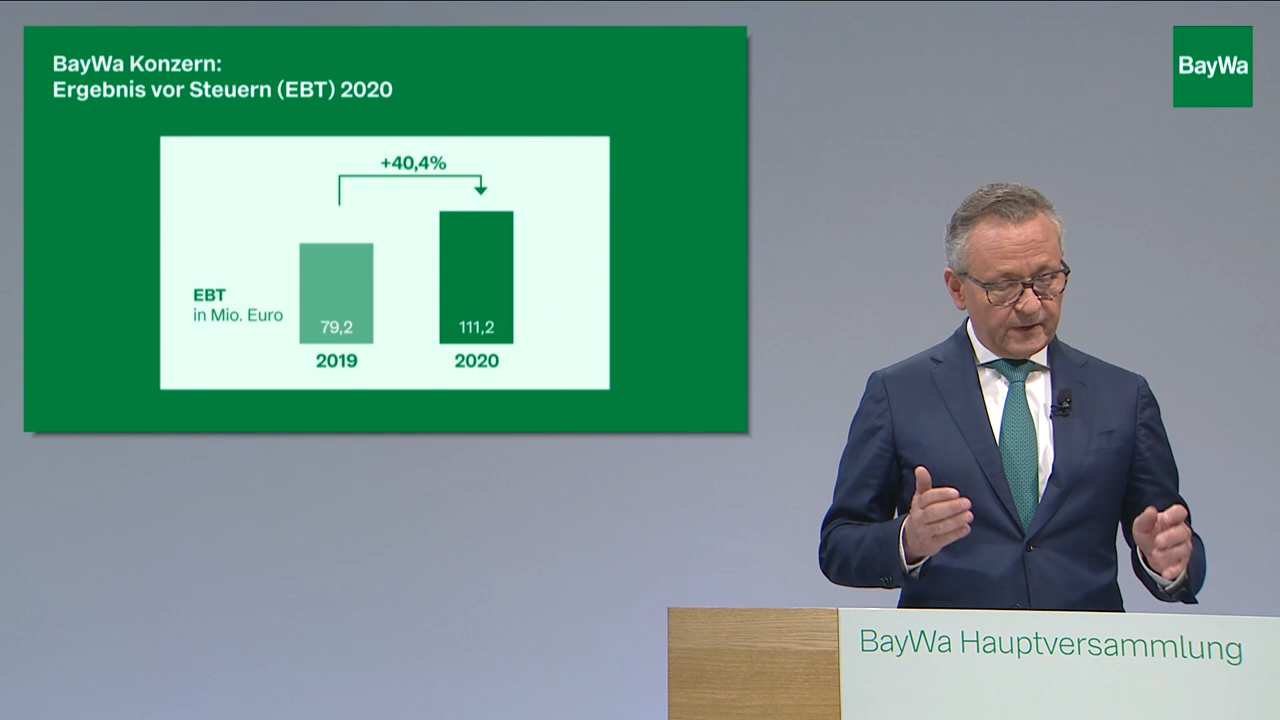 BayWa Konzern:
Ergebnis vor Steuern (EBT) 2020
+40,4%
EBT
in Mio. Euro
79,2
111,2
2019
2020
BayWa
BayWa Hauptversammlung